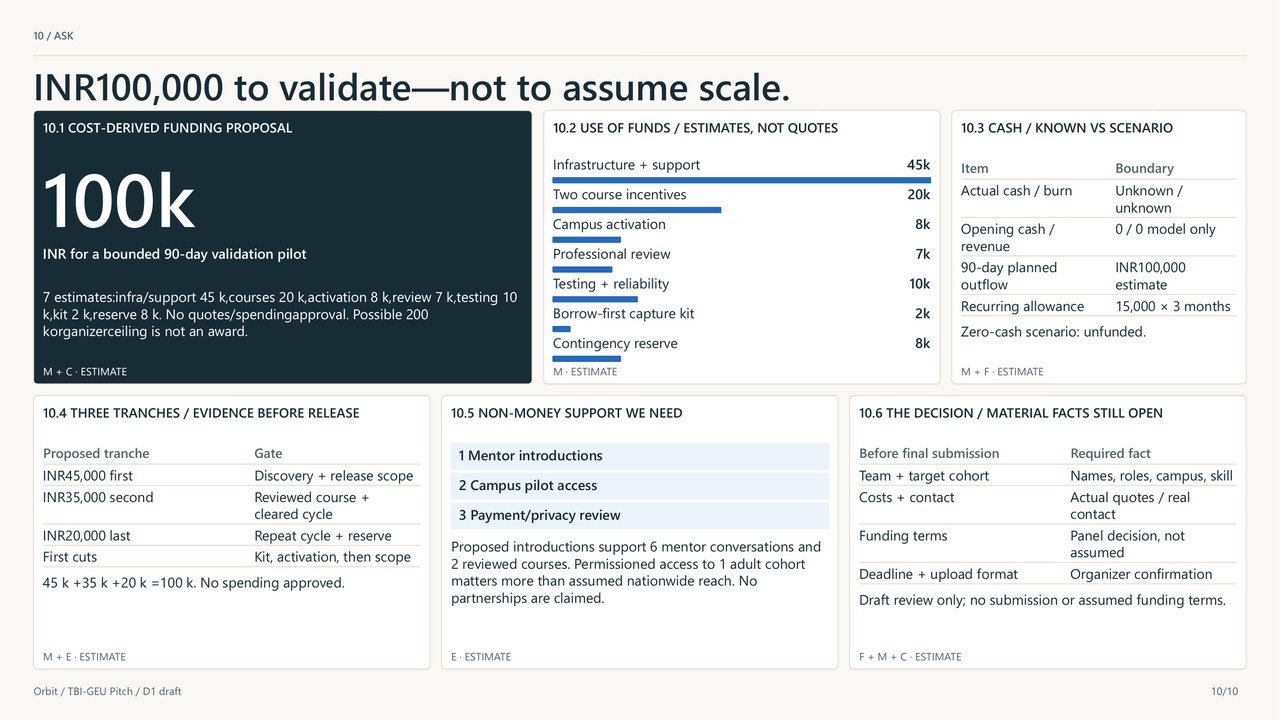 10 / ASK
INR100,000 to validate—not to assume scale.
10.1 COST-DERIVED FUNDING PROPOSAL
100k
INR for a bounded 90-day validation pilot
7 estimates:infra/support 45 k,courses 20 k,activation 8 k,review 7 k,testing 10
k,kit 2 k,reserve 8 k. No quotes/spendingapproval. Possible 200
korganizerceiling is not an award.
M + C · ESTIMATE
10.2 USE OF FUNDS / ESTIMATES, NOT QUOTES
Infrastructure + support 45k
Two course incentives 20k
Campus activation 8k
Professional review 7k
Testing + reliability 10k
Borrow-first capture kit 2k
Contingency reserve 8k
M · ESTIMATE
10.3 CASH / KNOWN VS SCENARIO
Item Boundary
Actual cash / burn Unknown /
unknown
Opening cash / 0 / 0 model only
revenue
90-day planned INR100,000
outflow estimate
Recurring allowance 15,000 × 3 months
Zero-cash scenario: unfunded.
M + F · ESTIMATE
10.4 THREE TRANCHES / EVIDENCE BEFORE RELEASE
Proposed tranche Gate
INR45,000 first Discovery + release scope
INR35,000 second Reviewed course +
cleared cycle
INR20,000 last Repeat cycle + reserve
First cuts Kit, activation, then scope
45 k +35 k +20 k =100 k. No spending approved.
M + E · ESTIMATE
10.5 NON-MONEY SUPPORT WE NEED
1 Mentor introductions
2 Campus pilot access
3 Payment/privacy review
Proposed introductions support 6 mentor conversations and
2 reviewed courses. Permissioned access to 1 adult cohort
matters more than assumed nationwide reach. No
partnerships are claimed.
E · ESTIMATE
10.6 THE DECISION / MATERIAL FACTS STILL OPEN
Before final submission Required fact
Team + target cohort Names, roles, campus, skill
Costs + contact Actual quotes / real
contact
Funding terms Panel decision, not
assumed
Deadline + upload format Organizer confirmation
Draft review only; no submission or assumed funding terms.
F + M + C · ESTIMATE
Orbit / TBI-GEU Pitch / D1 draft
10/10